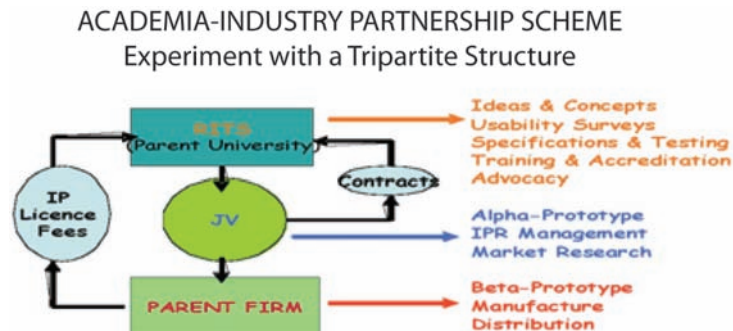 ACADEMIA-INDUSTRY PARTNERSHIP SCHEME
Experiment with a Tripartite Structure
BITS
(Parent University)
Ideas & Concepts
Usability Surveys
Specifications & Testing
Training & Accreditation
Advocacy
IP
Licence
Fees
Contracts
JV
Alpha-Prototype
IPR Management
Market Research
PARENT FIRM
Beta-Prototype
Manufacture
Distribution